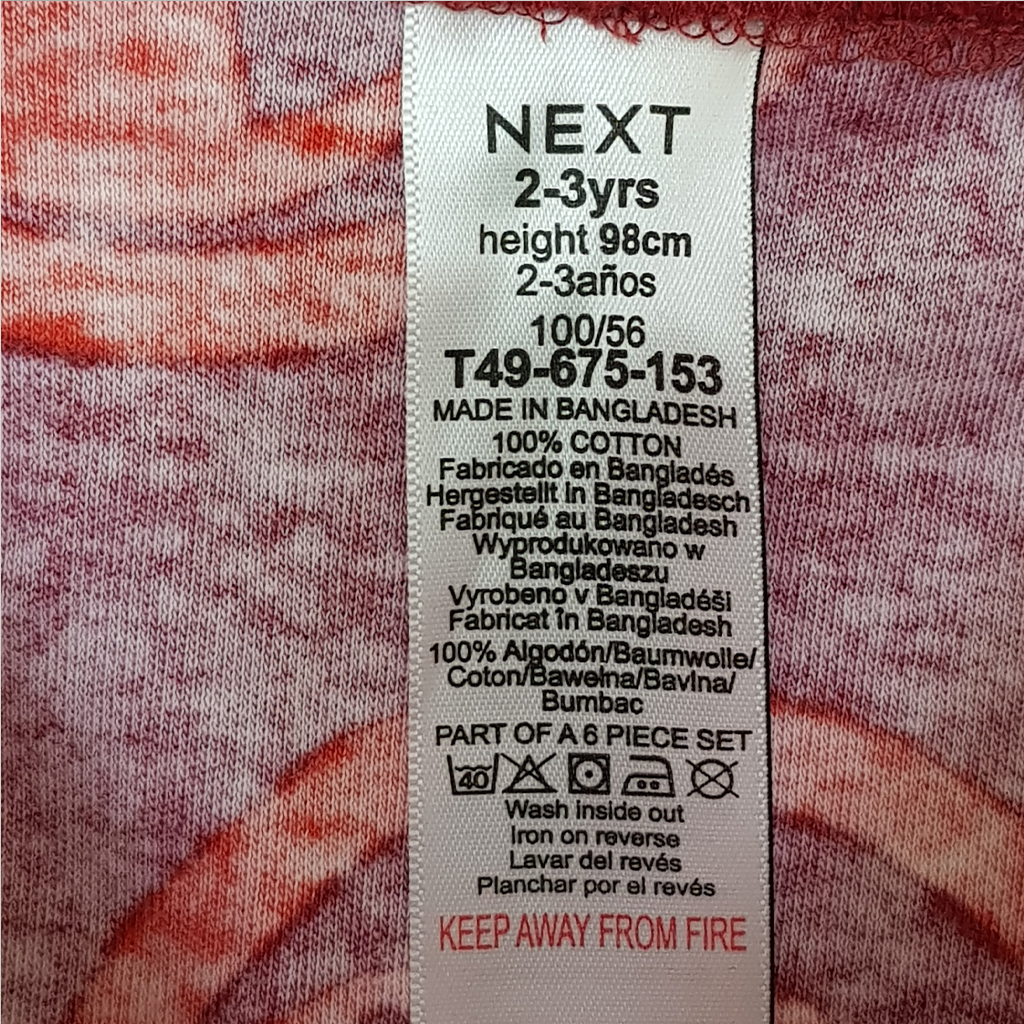 NEXT
2-3yrs
height 98cm
2-3años
100/56
T49-675-153
MADE IN BANGLADESH
100% COTTON
Fabricado en Bangladés
Hergestellt in Bangladesch
Fabriqué au Bangladesh
Wyprodukowano w
Bangladeszu
Vyrobeno v Bangladéši
Fabricat în Bangladesh
100% Algodón/Baumwolle/
Coton/Bawełna/Bavlna/
Bumbac
PART OF A 6 PIECE SET
40
Wash inside out
Iron on reverse
Lavar del revés
Planchar por el revés
KEEP AWAY FROM FIRE